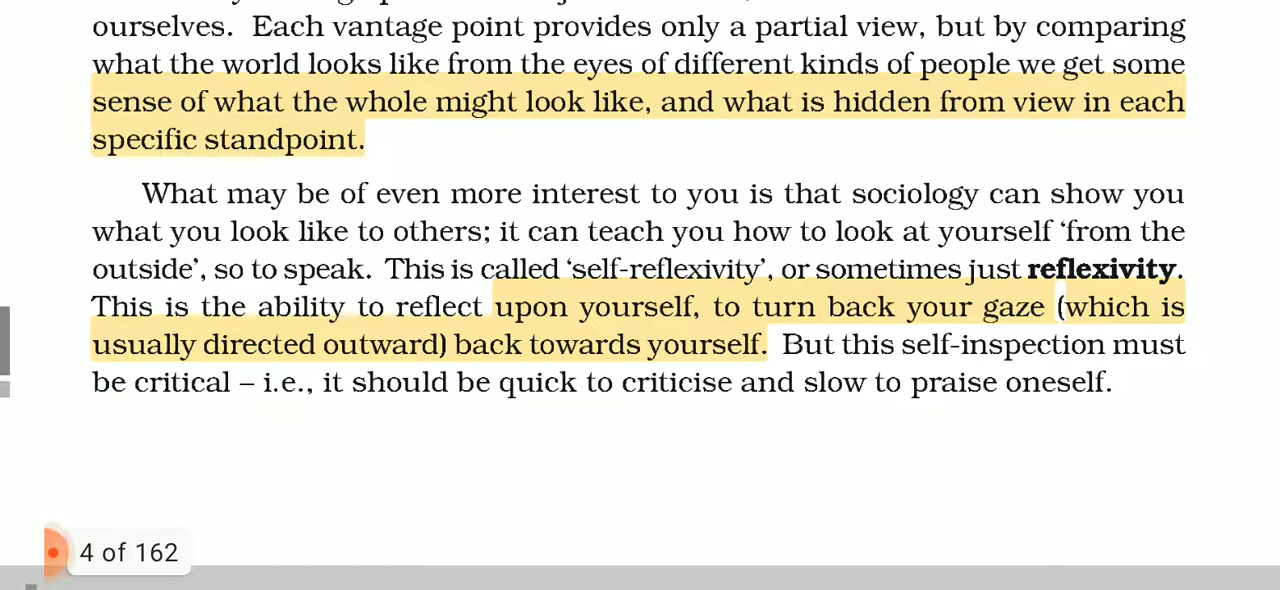 ourselves. Each vantage point provides only a partial view, but by comparing
what the world looks like from the eyes of different kinds of people we get some
sense of what the whole might look like, and what is hidden from view in each
specific standpoint.
What may be of even more interest to you is that sociology can show you
what you look like to others; it can teach you how to look at yourself ‘from the
outside’, so to speak. This is called ‘self-reflexivity’, or sometimes just reflexivity.
This is the ability to reflect upon yourself, to turn back your gaze (which is
usually directed outward) back towards yourself. But this self-inspection must
be critical – i.e., it should be quick to criticise and slow to praise oneself.
4 of 162